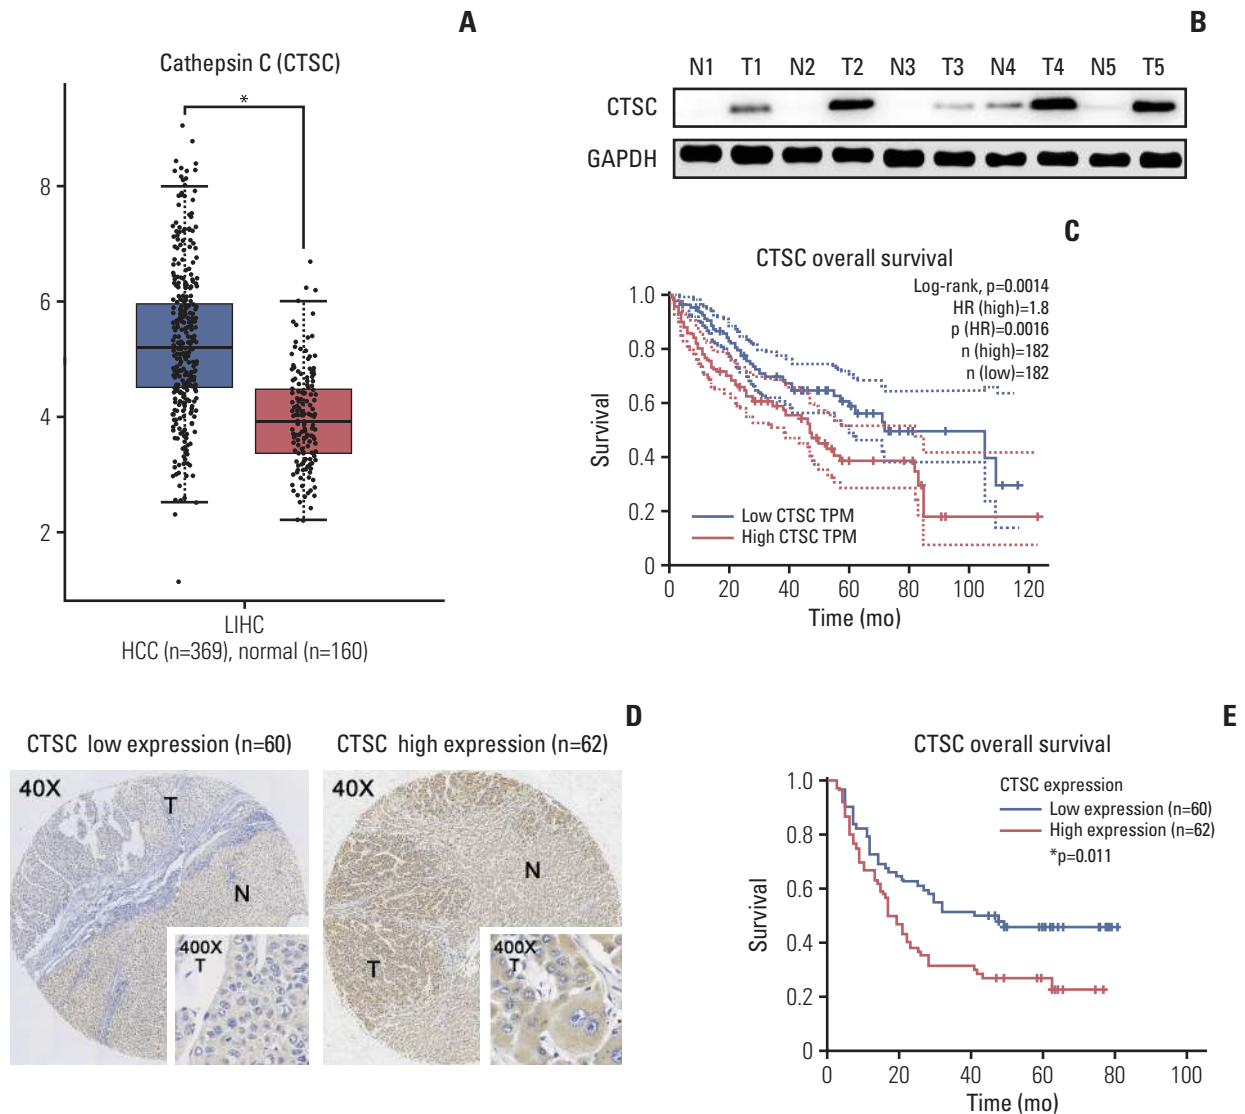 A
Cathepsin C (CTSC)
*
8
6
4
2
LIHC
HCC (n=369), normal (n=160)
B
N1 T1 N2 T2 N3 T3 N4 T4 N5 T5
CTSC
GAPDH
C
CTSC overall survival
Log-rank, p=0.0014
HR (high)=1.8
p (HR)=0.0016
n (high)=182
n (low)=182
Survival
1.0
0.8
0.6
0.4
0.2
0
Low CTSC TPM
High CTSC TPM
0 20 40 60 80 100 120
Time (mo)
D
CTSC low expression (n=60)
40X
T
N
400X
T
CTSC high expression (n=62)
40X
N
T
400X
T
E
CTSC overall survival
CTSC expression
Low expression (n=60)
High expression (n=62)
*p=0.011
Survival
1.0
0.8
0.6
0.4
0.2
0
0 20 40 60 80 100
Time (mo)